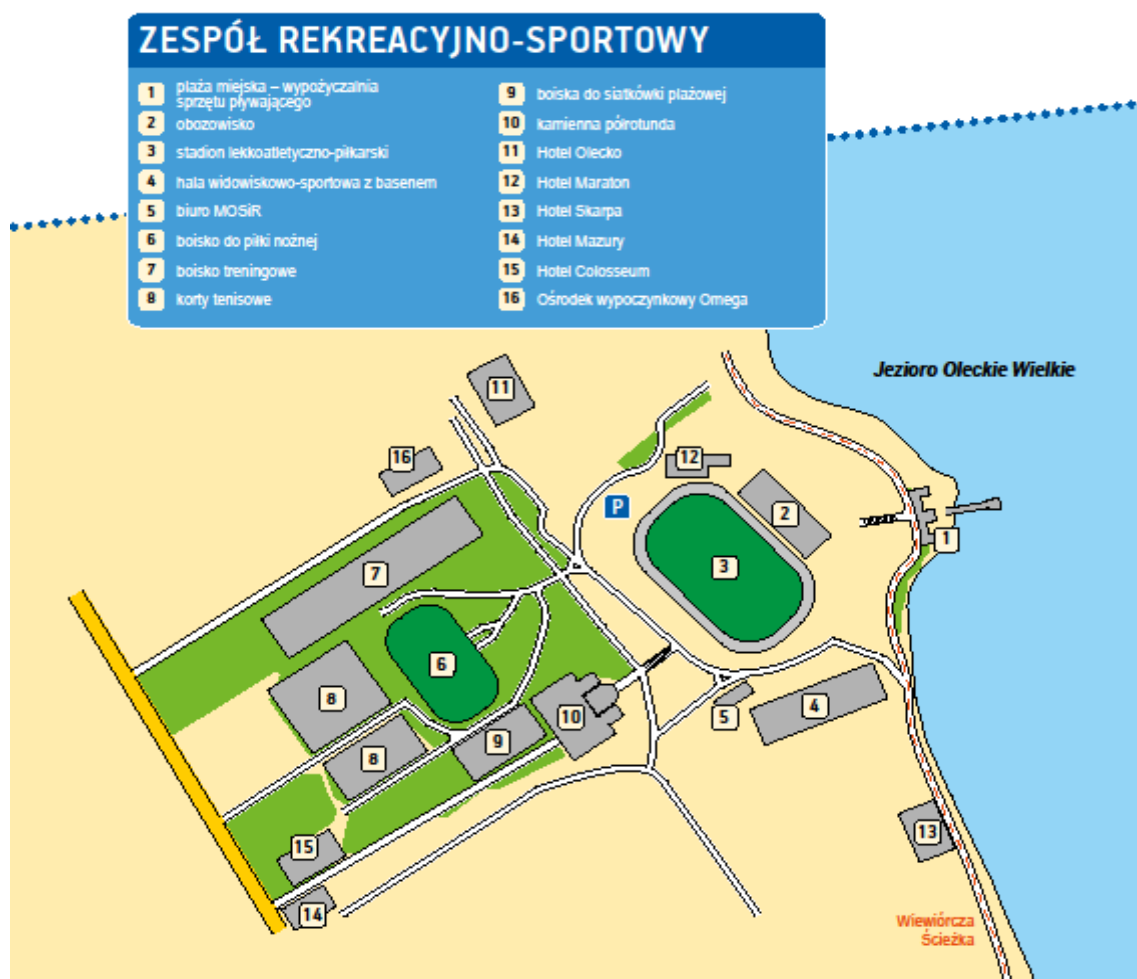 ZESPÓŁ REKREACYJNO-SPORTOWY
1 plaża miejska – wypożyczalnia
sprzętu pływającego
2 obozowisko
3 stadion lekkoatletyczno-piłkarski
4 hala widowiskowo-sportowa z basenem
5 biuro MOSiR
6 boisko do piłki nożnej
7 boisko treningowe
8 korty tenisowe
9 boiska do siatkówki plażowej
10 kamienna półrotunda
11 Hotel Olecko
12 Hotel Maraton
13 Hotel Skarpa
14 Hotel Mazury
15 Hotel Colosseum
16 Ośrodek wypoczynkowy Omega
Jezioro Oleckie Wielkie
11
16
12
P
2
1
7
3
6
8
10
5
4
9
8
13
15
14
Wiewiórcza
Ścieżka